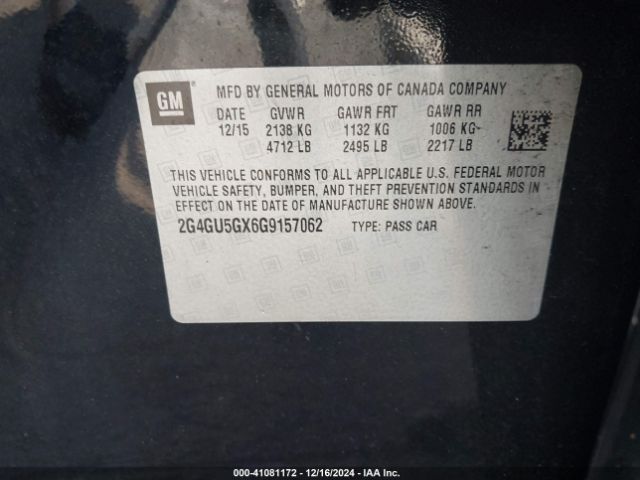 GM
MFD BY GENERAL MOTORS OF CANADA COMPANY
DATE GVWR GAWR FRT GAWR RR
12/15 2138 KG 1132 KG 1006 KG
4712 LB 2495 LB 2217 LB
THIS VEHICLE CONFORMS TO ALL APPLICABLE U.S. FEDERAL MOTOR
VEHICLE SAFETY, BUMPER, AND THEFT PREVENTION STANDARDS IN
EFFECT ON THE DATE OF MANUFACTURE SHOWN ABOVE.
2G4GU5GX6G9157062 TYPE: PASS CAR
000-41081172 - 12/16/2024 - IAA Inc.